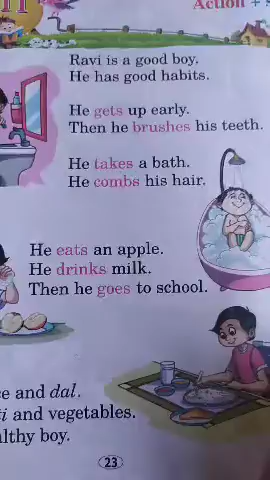 Action +
Ravi is a good boy.
He has good habits.
He gets up early.
Then he brushes his teeth.
He takes a bath.
He combs his hair.
He eats an apple.
He drinks milk.
Then he goes to school.
and dal.
and vegetables.
boy.
23